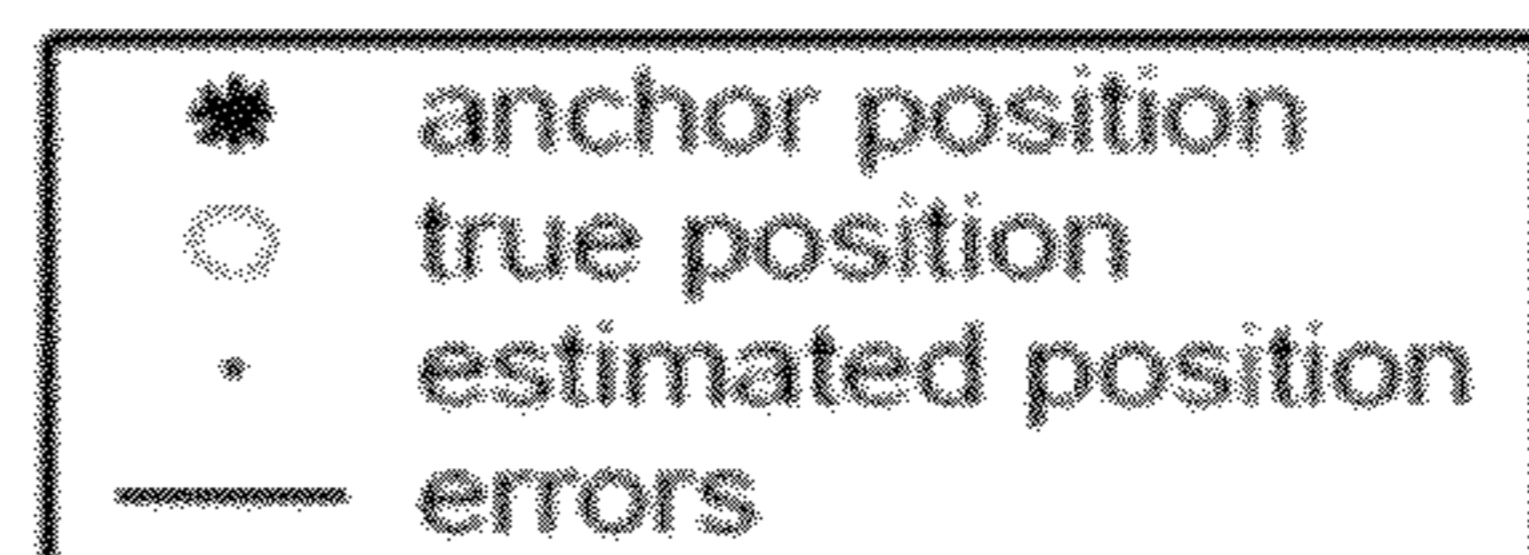 anchor position
true position
estimated position
errors